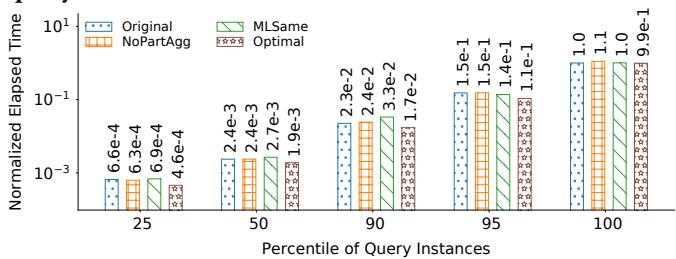 Original
NoPartAgg
MLSame
Optimal
Normalized Elapsed Time
10¹
10⁻¹
10⁻³
6.6e-4
6.3e-4
6.9e-4
4.6e-4
2.4e-3
2.4e-3
2.7e-3
1.9e-3
2.3e-2
2.4e-2
3.3e-2
1.7e-2
1.5e-1
1.5e-1
1.4e-1
1.1e-1
1.0
1.1
1.0
9.9e-1
25 50 90 95 100
Percentile of Query Instances